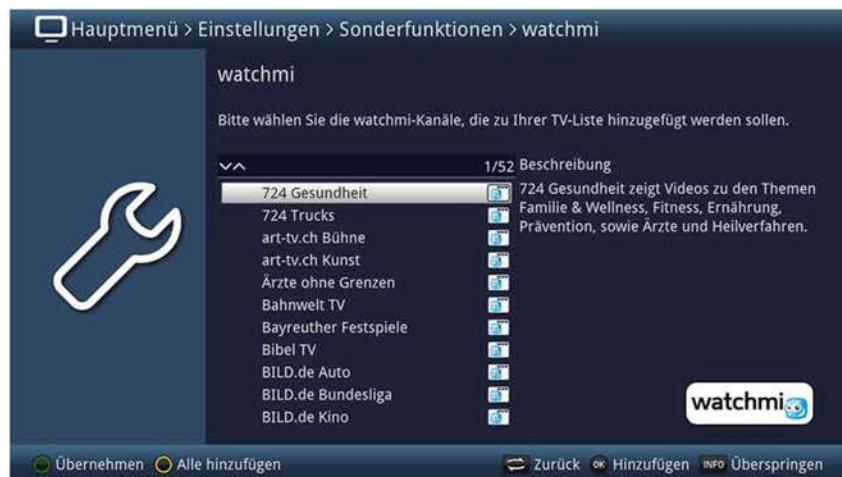 Hauptmenü > Einstellungen > Sonderfunktionen > watchmi
watchmi
Bitte wählen Sie die watchmi-Kanäle, die zu Ihrer TV-Liste hinzugefügt werden sollen.
1/52 Beschreibung
724 Gesundheit
724 Trucks
art-tv.ch Bühne
art-tv.ch Kunst
Ärzte ohne Grenzen
Bahnwelt TV
Bayreuther Festspiele
Bibel TV
BILD.de Auto
BILD.de Bundesliga
BILD.de Kino
724 Gesundheit zeigt Videos zu den Themen
Familie & Wellness, Fitness, Ernährung,
Prävention, sowie Ärzte und Heilverfahren.
watchmi
Übernehmen Alle hinzufügen Zurück OK Hinzufügen INFO Überspringen